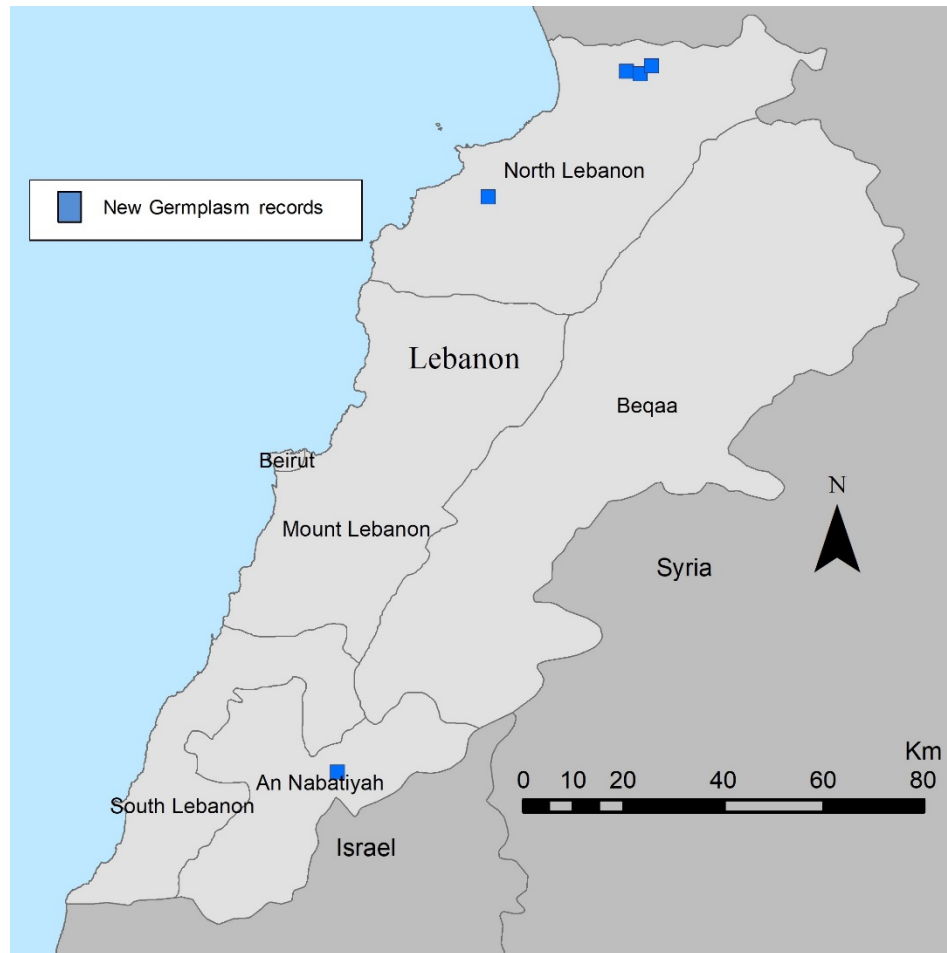 North Lebanon
New Germplasm records
Lebanon
Beqaa
Beirut
N
Mount Lebanon
Syria
Km
0 10 20 40 60 80
An Nabatiyah
South Lebanon
Israel